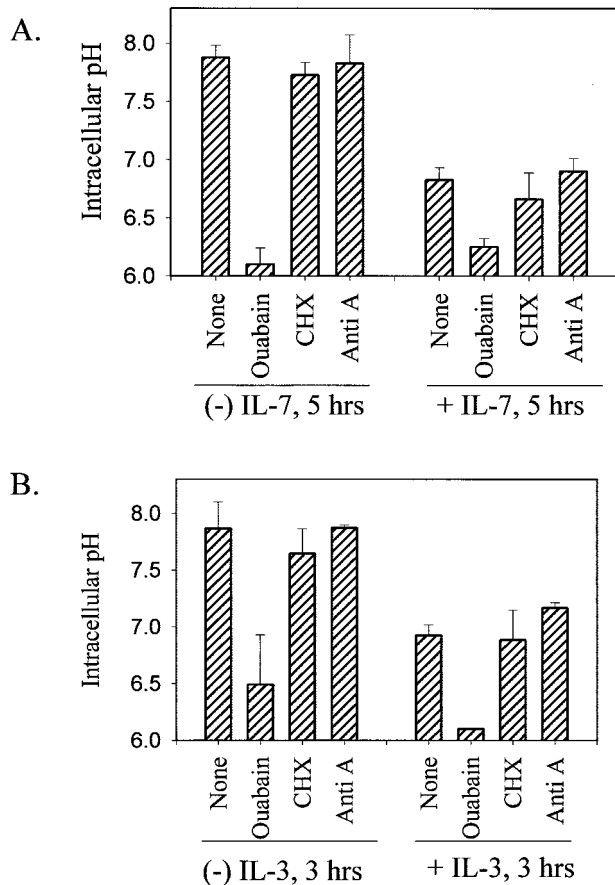 A.
Intracellular pH
8.0
7.5
7.0
6.5
6.0
None
Ouabain
CHX
Anti A
None
Ouabain
CHX
Anti A
(-) IL-7, 5 hrs
+ IL-7, 5 hrs
B.
Intracellular pH
8.0
7.5
7.0
6.5
6.0
None
Ouabain
CHX
Anti A
None
Ouabain
CHX
Anti A
(-) IL-3, 3 hrs
+ IL-3, 3 hrs